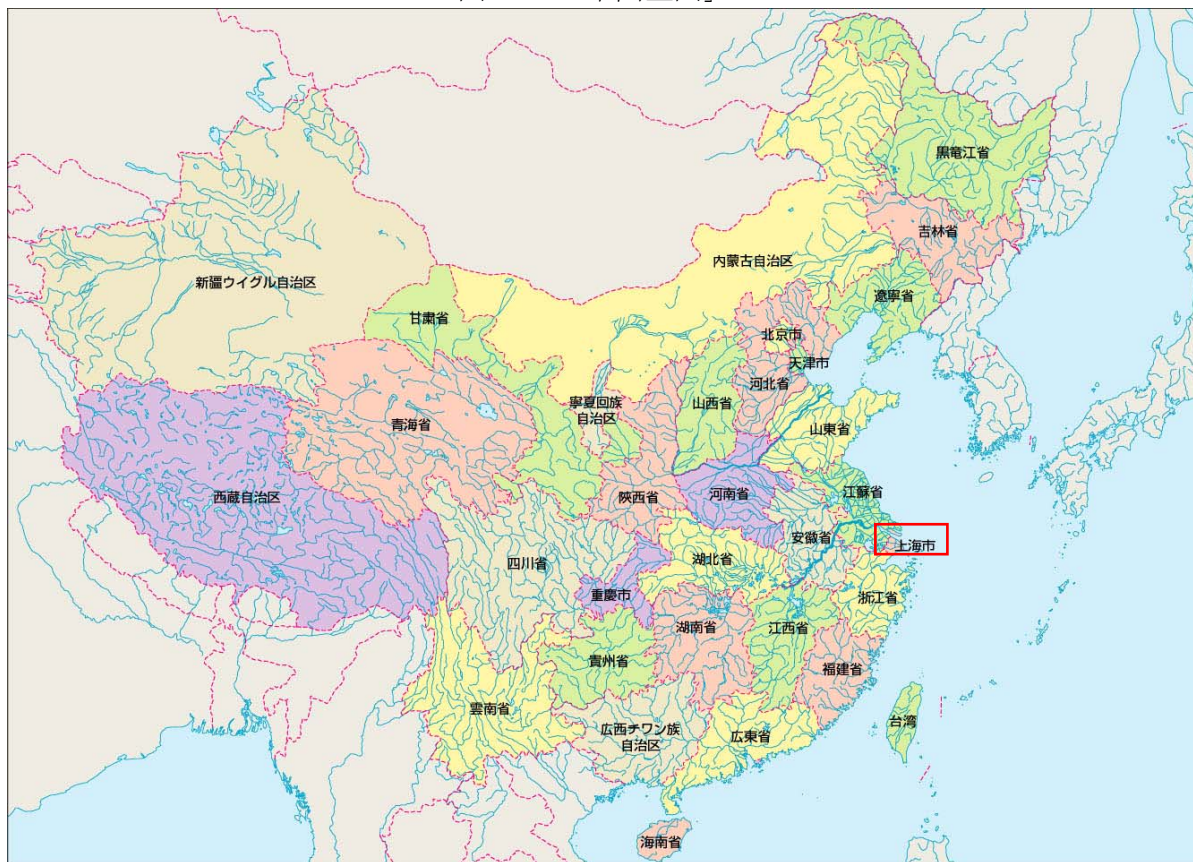 黒竜江省
吉林省
内蒙古自治区
新疆ウイグル自治区
遼寧省
甘粛省
北京市
天津市
河北省
寧夏回族
自治区
山西省
青海省
山東省
西蔵自治区
陝西省
河南省
江蘇省
安徽省
上海市
四川省
湖北省
重慶市
浙江省
湖南省
江西省
貴州省
福建省
雲南省
台湾
広西チワン族
自治区
広東省
海南省